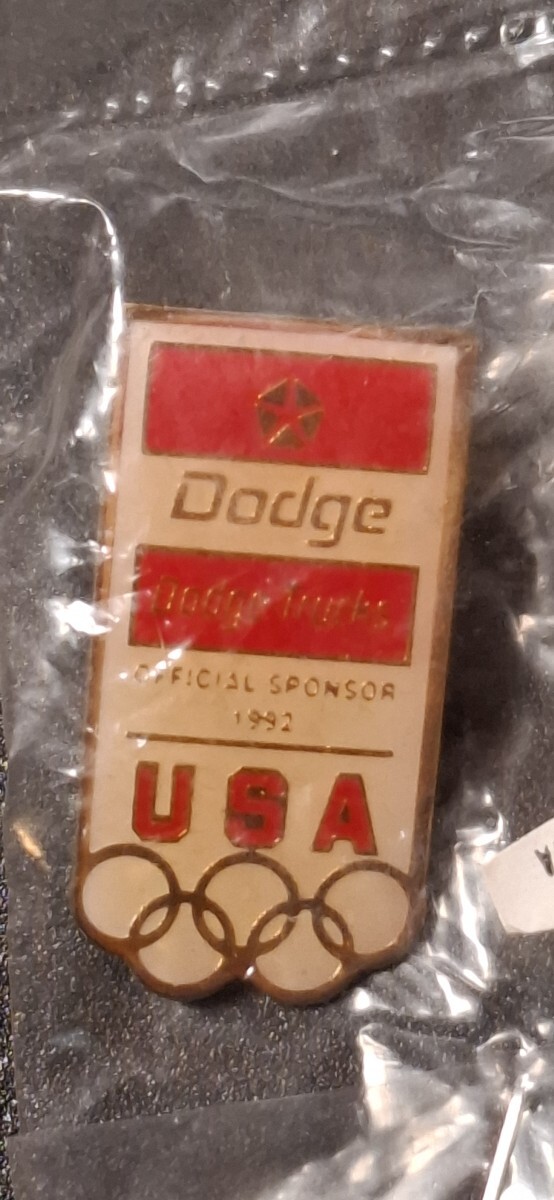 Dodge
Dodge Trucks
OFFICIAL SPONSOR
1992
USA